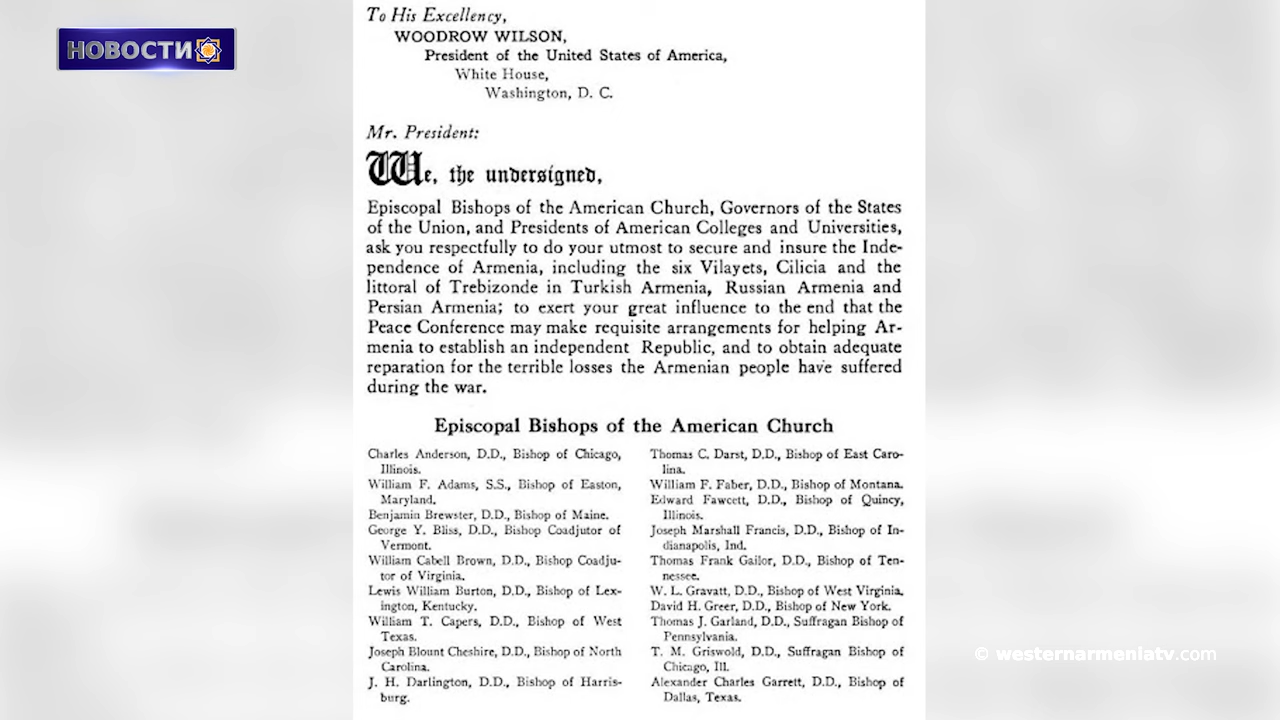 НОВОСТИ
To His Excellency,
WOODROW WILSON,
President of the United States of America,
White House,
Washington, D. C.
Mr. President:
We, the undersigned,
Episcopal Bishops of the American Church, Governors of the States
of the Union, and Presidents of American Colleges and Universities,
ask you respectfully to do your utmost to secure and insure the Inde-
pendence of Armenia, including the six Vilayets, Cilicia and the
littoral of Trebizonde in Turkish Armenia, Russian Armenia and
Persian Armenia; to exert your great influence to the end that the
Peace Conference may make requisite arrangements for helping Ar-
menia to establish an independent Republic, and to obtain adequate
reparation for the terrible losses the Armenian people have suffered
during the war.
Episcopal Bishops of the American Church
Charles Anderson, D.D., Bishop of Chicago,
Illinois.
William F. Adams, S.S., Bishop of Easton,
Maryland.
Benjamin Brewster, D.D., Bishop of Maine.
George Y. Bliss, D.D., Bishop Coadjutor of
Vermont.
William Cabell Brown, D.D., Bishop Coadju-
tor of Virginia.
Lewis William Burton, D.D., Bishop of Lex-
ington, Kentucky.
William T. Capers, D.D., Bishop of West
Texas.
Joseph Blount Cheshire, D.D., Bishop of North
Carolina.
J. H. Darlington, D.D., Bishop of Harris-
burg.
Thomas C. Darst, D.D., Bishop of East Caro-
lina.
William F. Faber, D.D., Bishop of Montana.
Edward Fawcett, D.D., Bishop of Quincy,
Illinois.
Joseph Marshall Francis, D.D., Bishop of In-
dianapolis, Ind.
Thomas Frank Gailor, D.D., Bishop of Ten-
nessee.
W. L. Gravatt, D.D., Bishop of West Virginia.
David H. Greer, D.D., Bishop of New York.
Thomas J. Garland, D.D., Suffragan Bishop of
Pennsylvania.
T. M. Griswold, D.D., Suffragan Bishop of
Chicago, Ill.
Alexander Charles Garrett, D.D., Bishop of
Dallas, Texas.
© westernarmeniatv.com